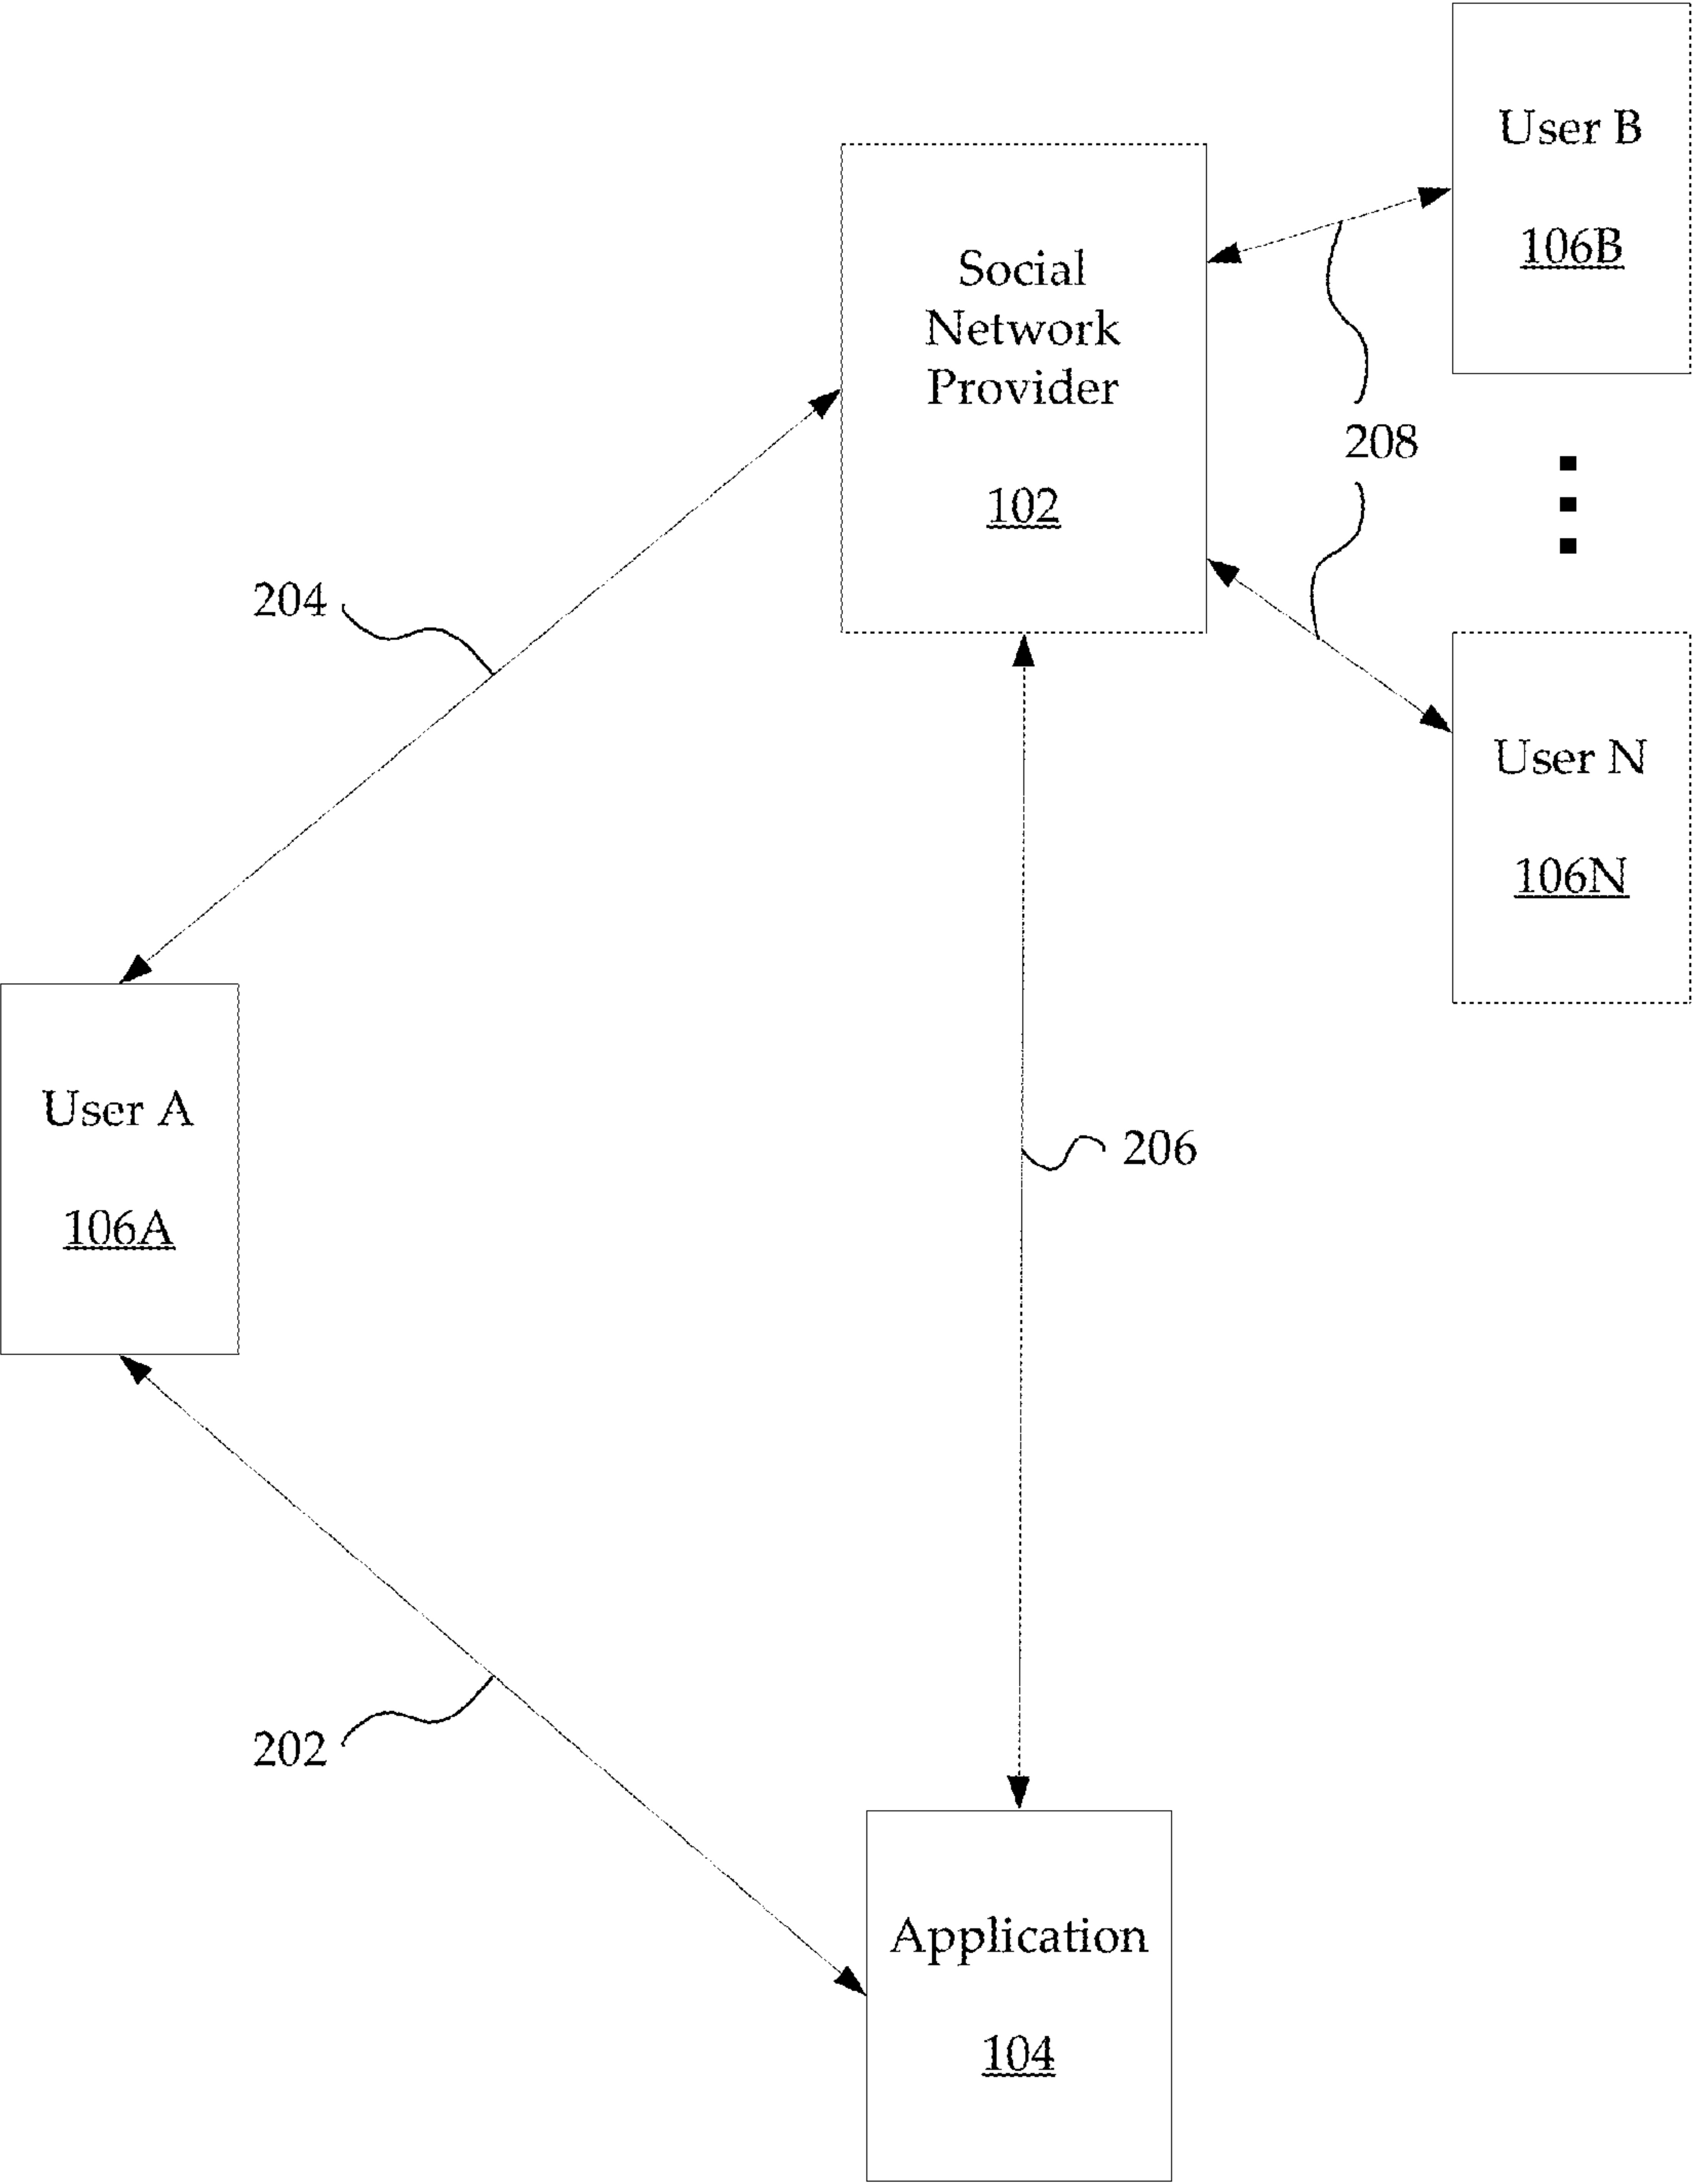 User B
106B
Social
Network
Provider
102
208
204
User N
106N
User A
106A
206
202
Application
104